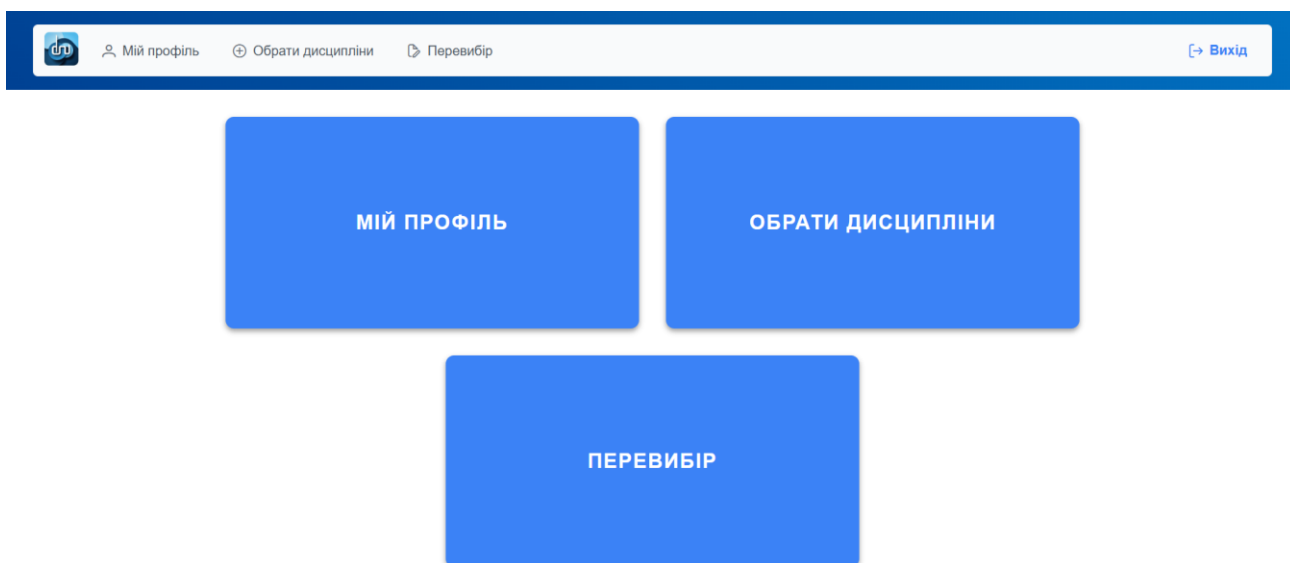 Мій профіль Обрати дисципліни Перевибір Вихід
МІЙ ПРОФІЛЬ ОБРАТИ ДИСЦИПЛІНИ
ПЕРЕВИБІР